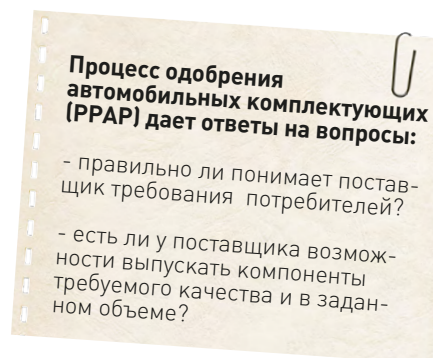 Процесс одобрения
автомобильных комплектующих
(PPAP) дает ответы на вопросы:
- правильно ли понимает постав-
щик требования потребителей?
- есть ли у поставщика возмож-
ности выпускать компоненты
требуемого качества и в задан-
ном объеме?